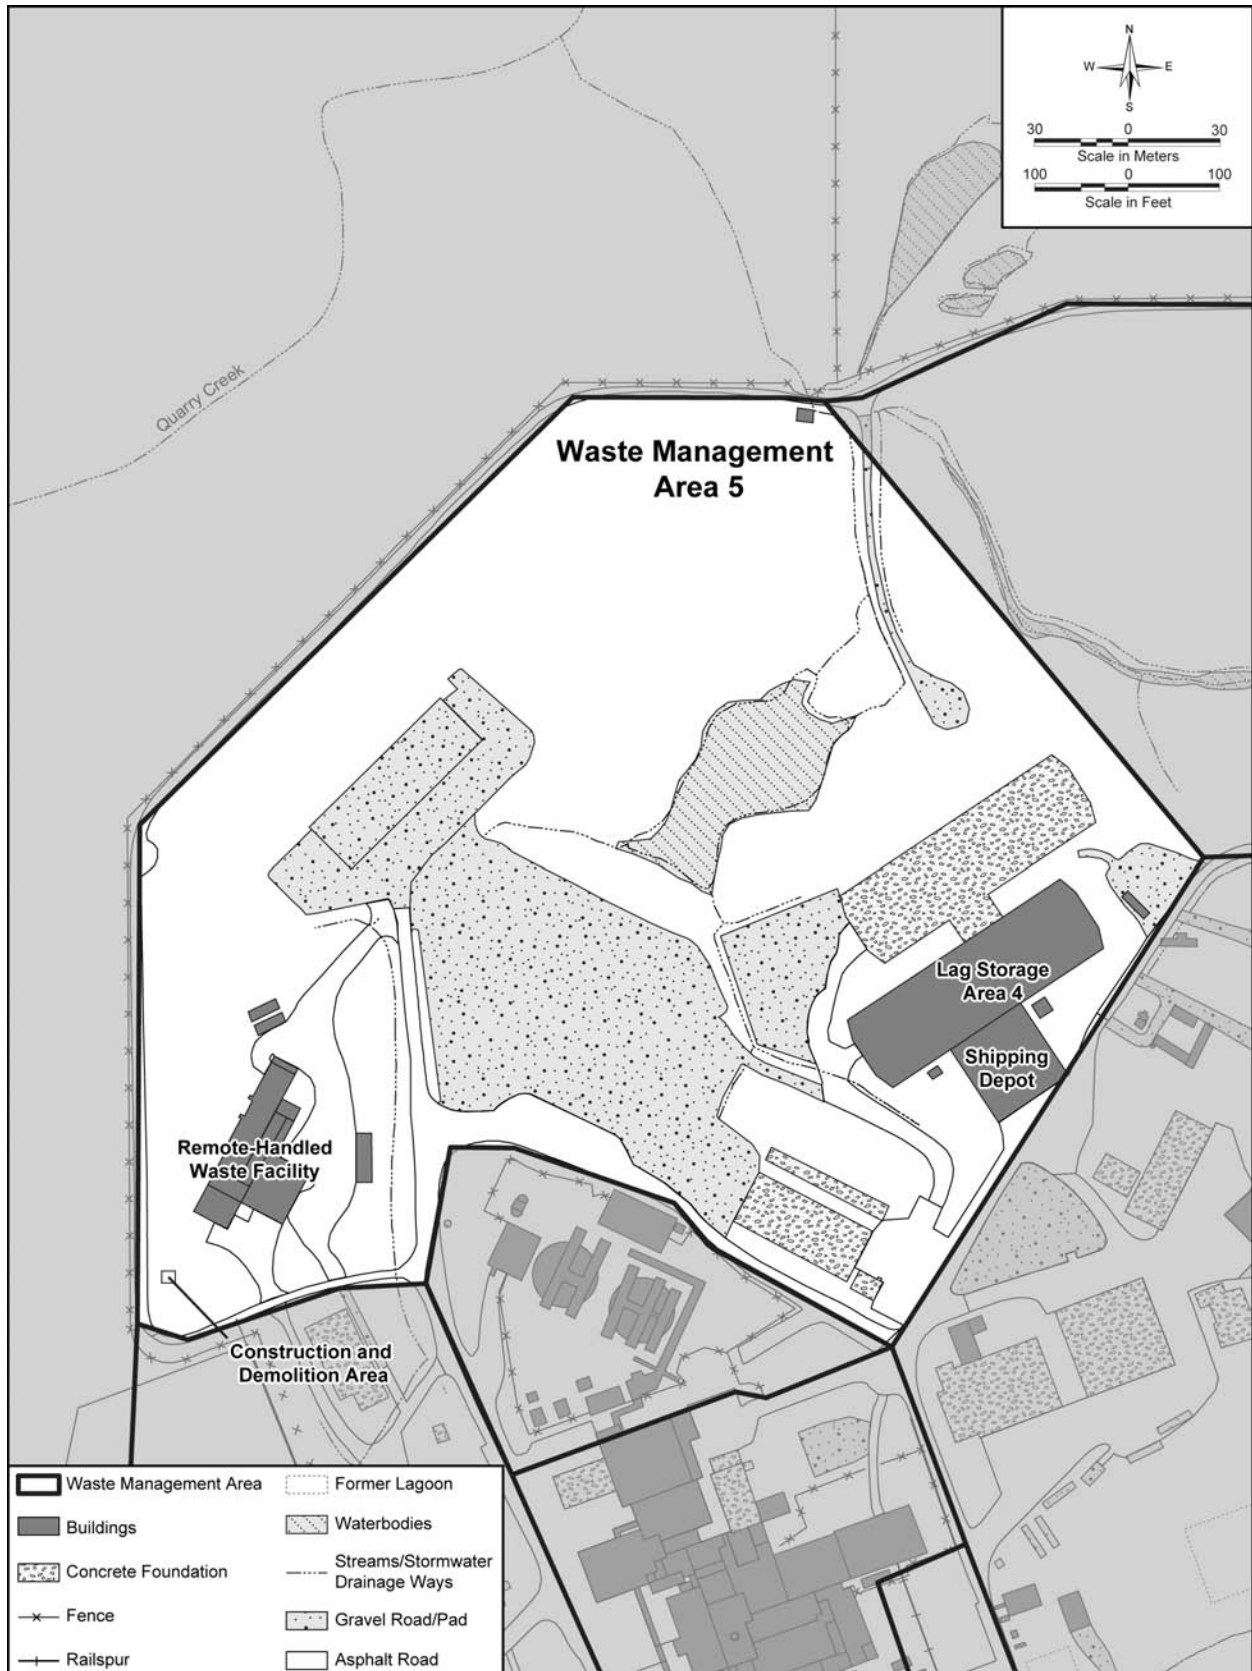 N
W E
S
30 0 30
Scale in Meters
100 0 100
Scale in Feet
Quarry Creek
Waste Management
Area 5
Lag Storage
Area 4
Shipping
Depot
Remote-Handled
Waste Facility
Construction and
Demolition Area
Waste Management Area
Buildings
Concrete Foundation
Fence
Railspur
Former Lagoon
Waterbodies
Streams/Stormwater
Drainage Ways
Gravel Road/Pad
Asphalt Road